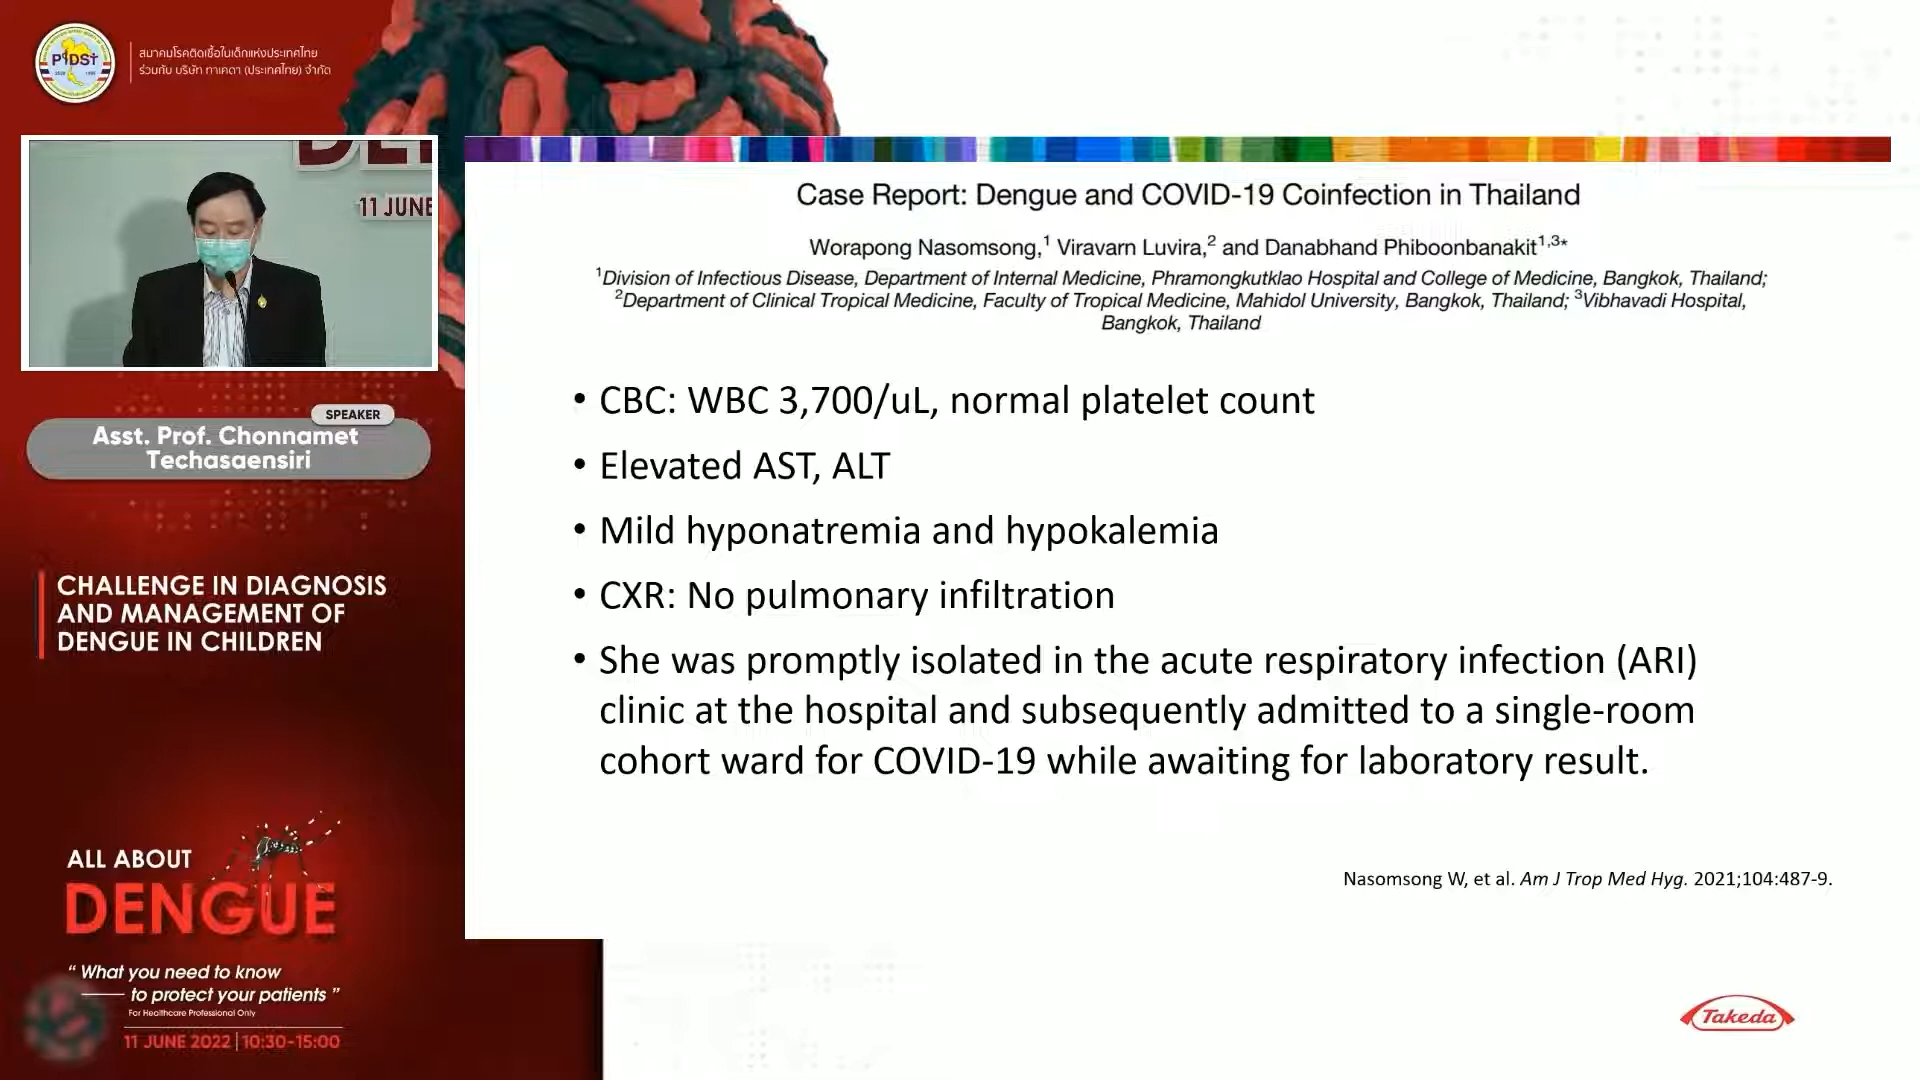 PIDST
สมาคมโรคติดเชื้อในเด็กแห่งประเทศไทย
ร่วมกับ บริษัท ทาเคดา (ประเทศไทย) จำกัด
11 JUNE
SPEAKER
Asst. Prof. Chonnamet
Techasaensiri
CHALLENGE IN DIAGNOSIS
AND MANAGEMENT OF
DENGUE IN CHILDREN
ALL ABOUT
DENGUE
“ What you need to know
to protect your patients ”
For Healthcare Professional Only
11 JUNE 2022 | 10:30-15:00
Case Report: Dengue and COVID-19 Coinfection in Thailand
Worapong Nasomsong,¹ Viravarn Luvira,² and Danabhand Phiboonbanakit¹,³*
¹Division of Infectious Disease, Department of Internal Medicine, Phramongkutklao Hospital and College of Medicine, Bangkok, Thailand;
²Department of Clinical Tropical Medicine, Faculty of Tropical Medicine, Mahidol University, Bangkok, Thailand; ³Vibhavadi Hospital,
Bangkok, Thailand
• CBC: WBC 3,700/uL, normal platelet count
• Elevated AST, ALT
• Mild hyponatremia and hypokalemia
• CXR: No pulmonary infiltration
• She was promptly isolated in the acute respiratory infection (ARI)
clinic at the hospital and subsequently admitted to a single-room
cohort ward for COVID-19 while awaiting for laboratory result.
Nasomsong W, et al. Am J Trop Med Hyg. 2021;104:487-9.
Takeda